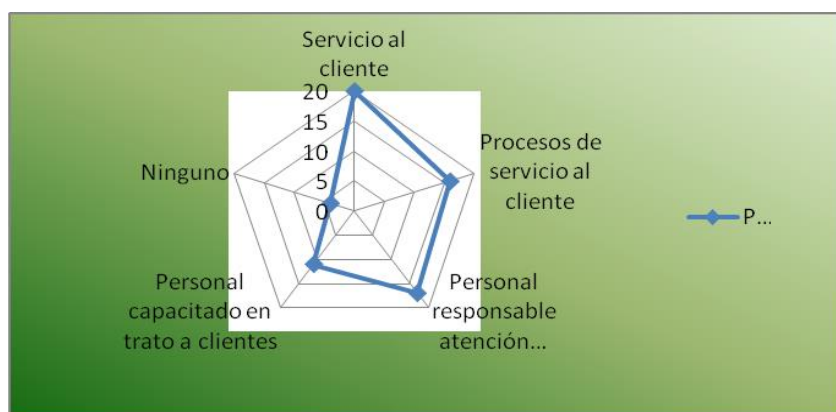 Servicio al
cliente
20
15
10
5
0
Procesos de
servicio al
cliente
Ninguno
P...
Personal
capacitado en
trato a clientes
Personal
responsable
atención...